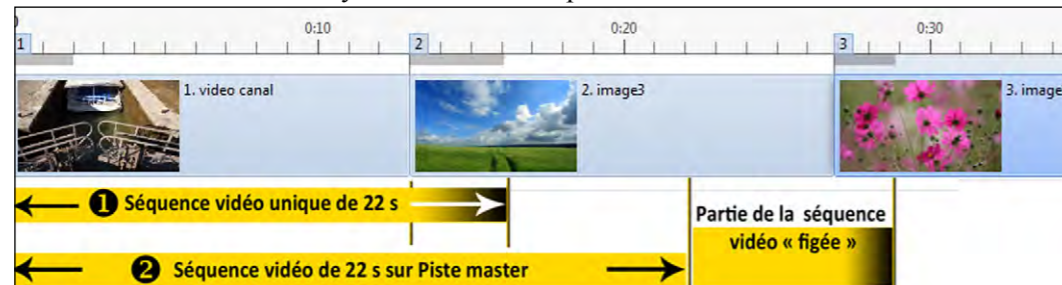 0:10 0:20 0:30
1 2 3
1. video canal 2. image3 3. image
❶ Séquence vidéo unique de 22 s
Partie de la séquence
vidéo « figée »
❷ Séquence vidéo de 22 s sur Piste master